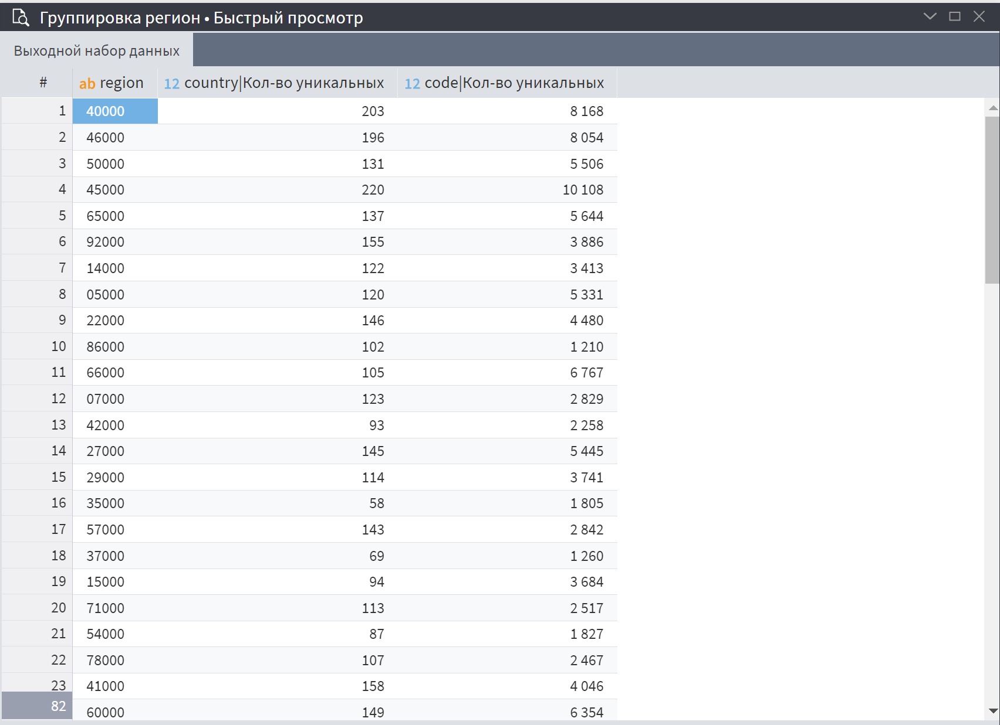 Группировка регион • Быстрый просмотр
Выходной набор данных
# ab region 12 country|Кол-во уникальных 12 code|Кол-во уникальных
1 40000 203 8 168
2 46000 196 8 054
3 50000 131 5 506
4 45000 220 10 108
5 65000 137 5 644
6 92000 155 3 886
7 14000 122 3 413
8 05000 120 5 331
9 22000 146 4 480
10 86000 102 1 210
11 66000 105 6 767
12 07000 123 2 829
13 42000 93 2 258
14 27000 145 5 445
15 29000 114 3 741
16 35000 58 1 805
17 57000 143 2 842
18 37000 69 1 260
19 15000 94 3 684
20 71000 113 2 517
21 54000 87 1 827
22 78000 107 2 467
23 41000 158 4 046
82 60000 149 6 354